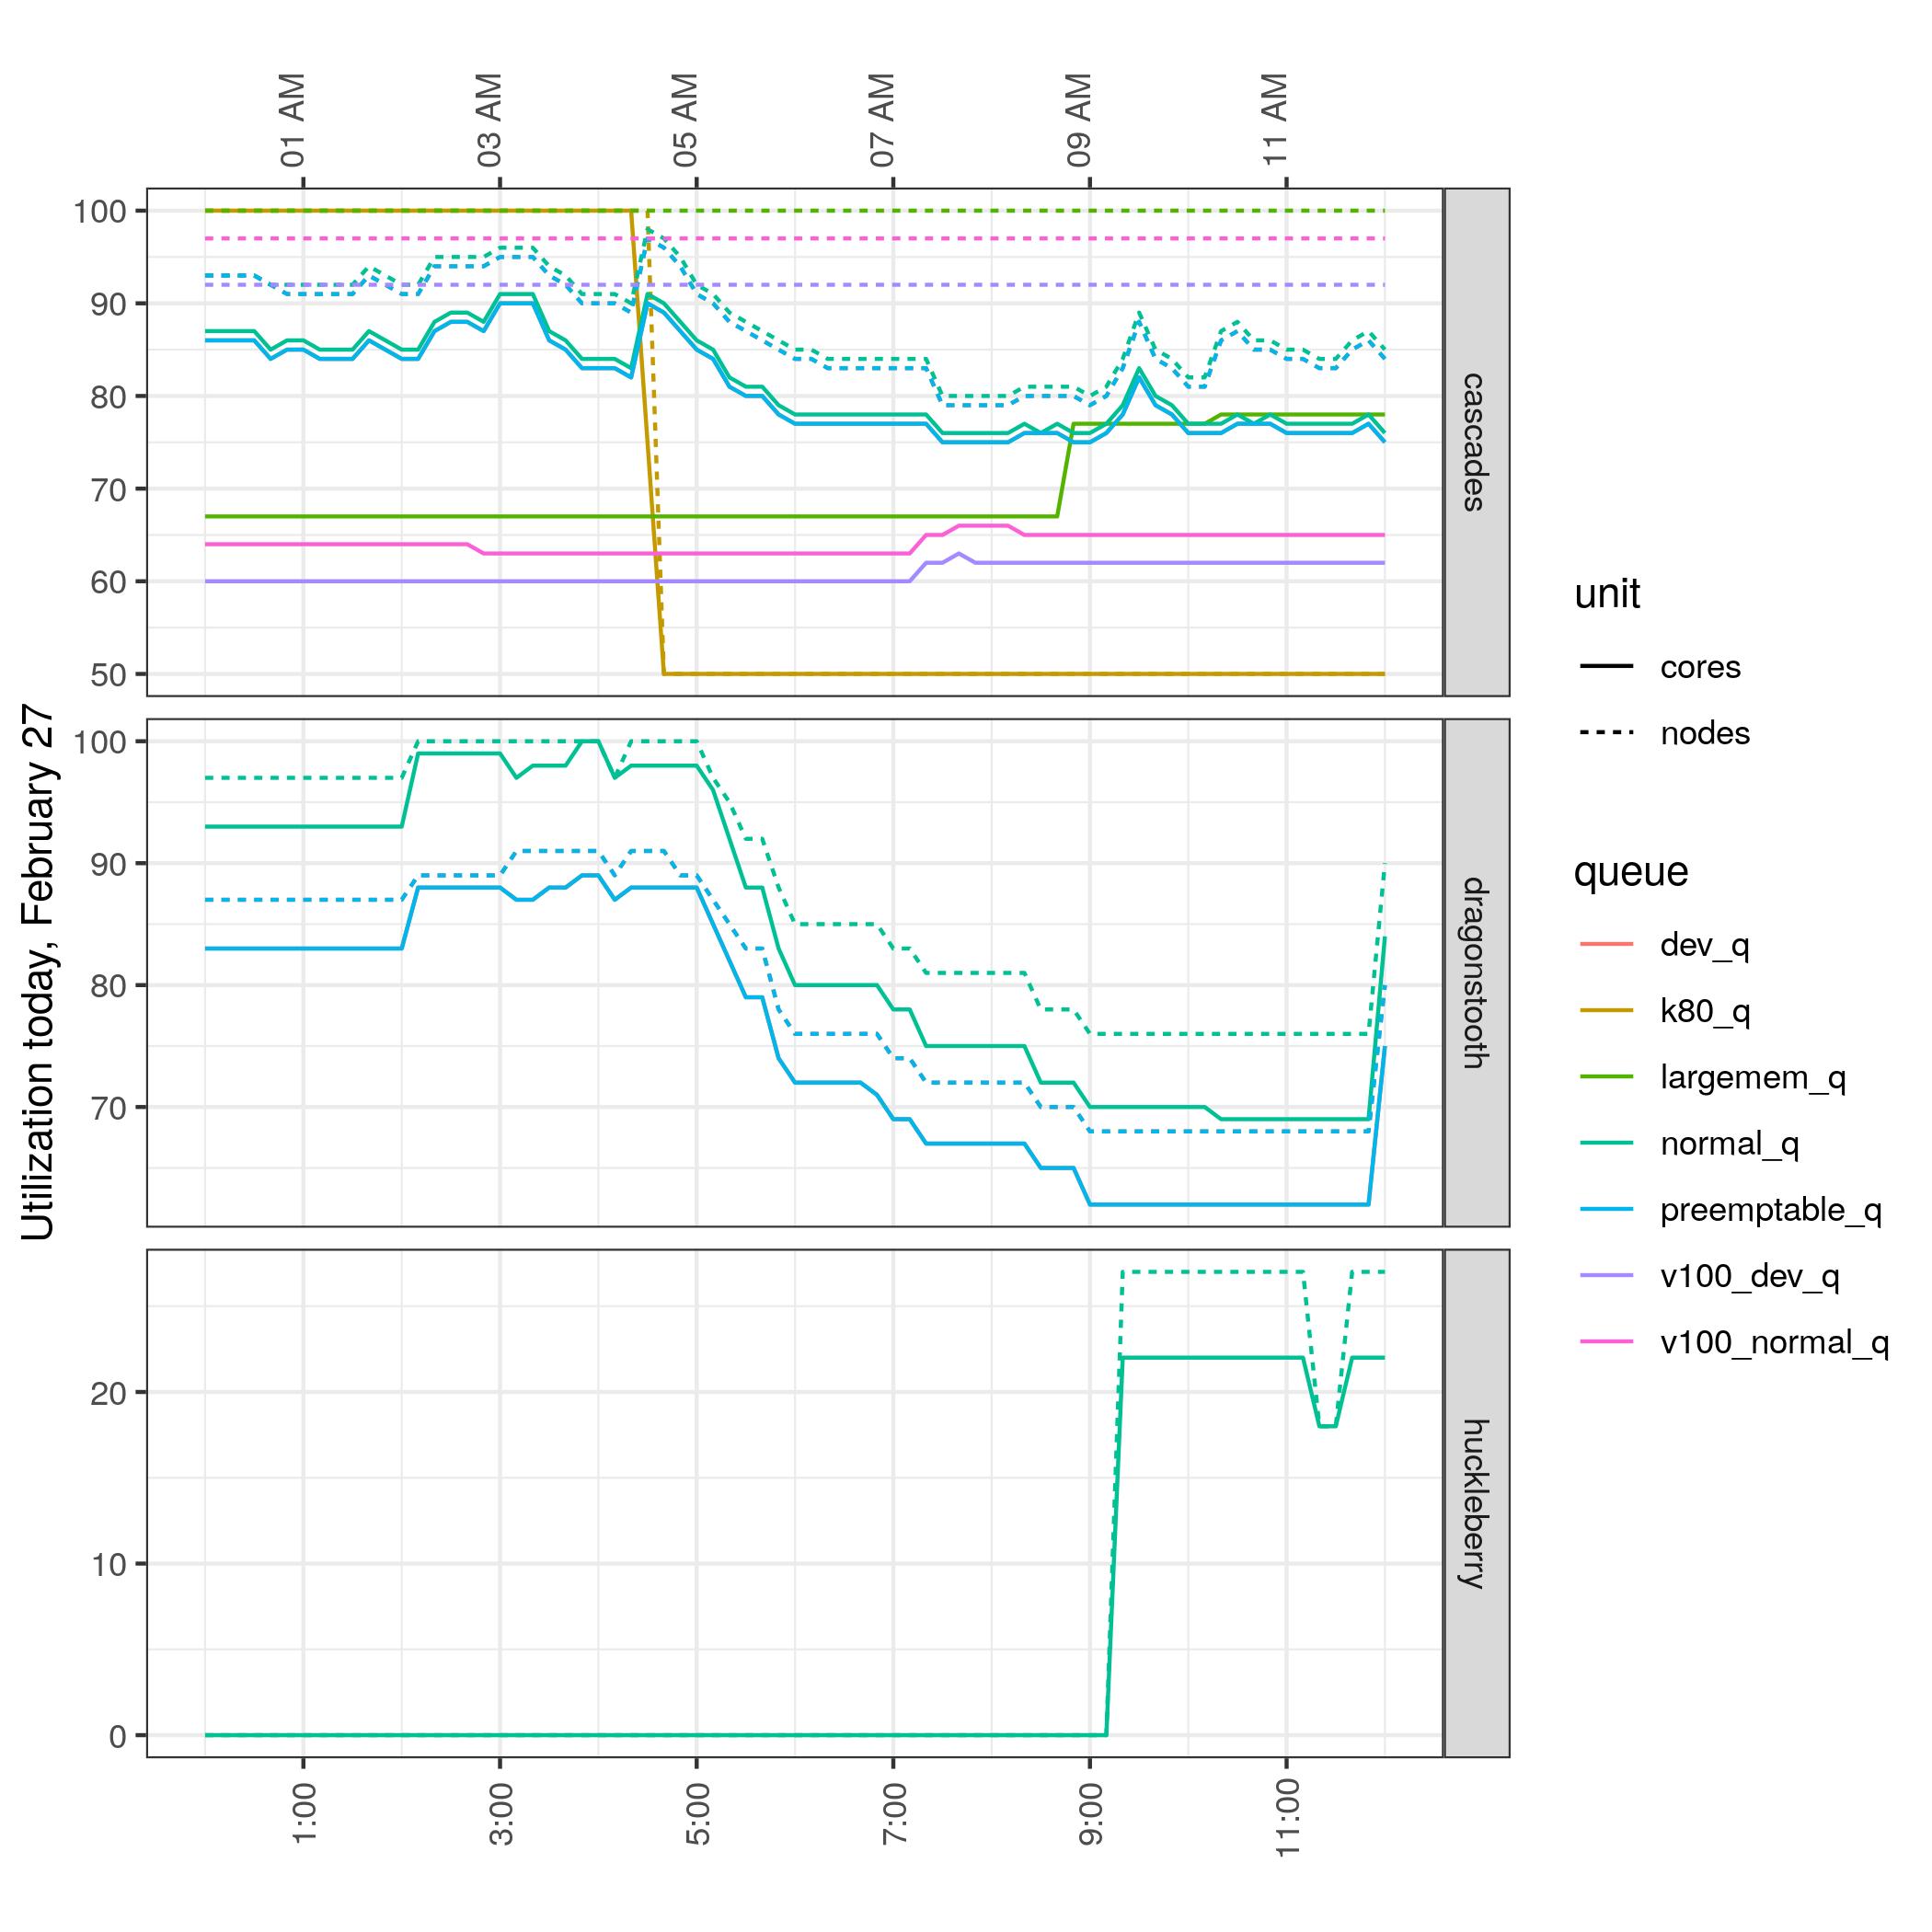 01 AM
03 AM
05 AM
07 AM
09 AM
11 AM
Utilization today, February 27
100
90
80
70
60
50
cascades
100
90
80
70
dragonstooth
20
10
0
huckleberry
1:00
3:00
5:00
7:00
9:00
11:00
unit
cores
nodes
queue
dev_q
k80_q
largemem_q
normal_q
preemptable_q
v100_dev_q
v100_normal_q